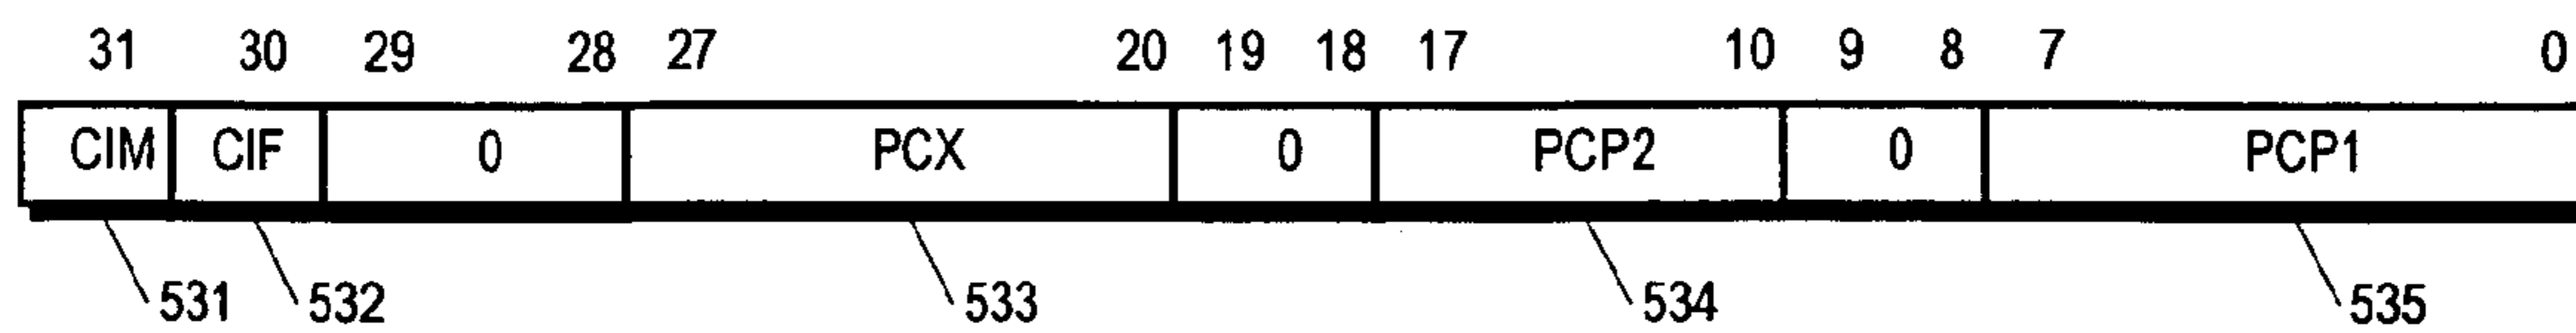 31 30 29 28 27 20 19 18 17 10 9 8 7 0
CIM CIF 0 PCX 0 PCP2 0 PCP1
531 532 533 534 535